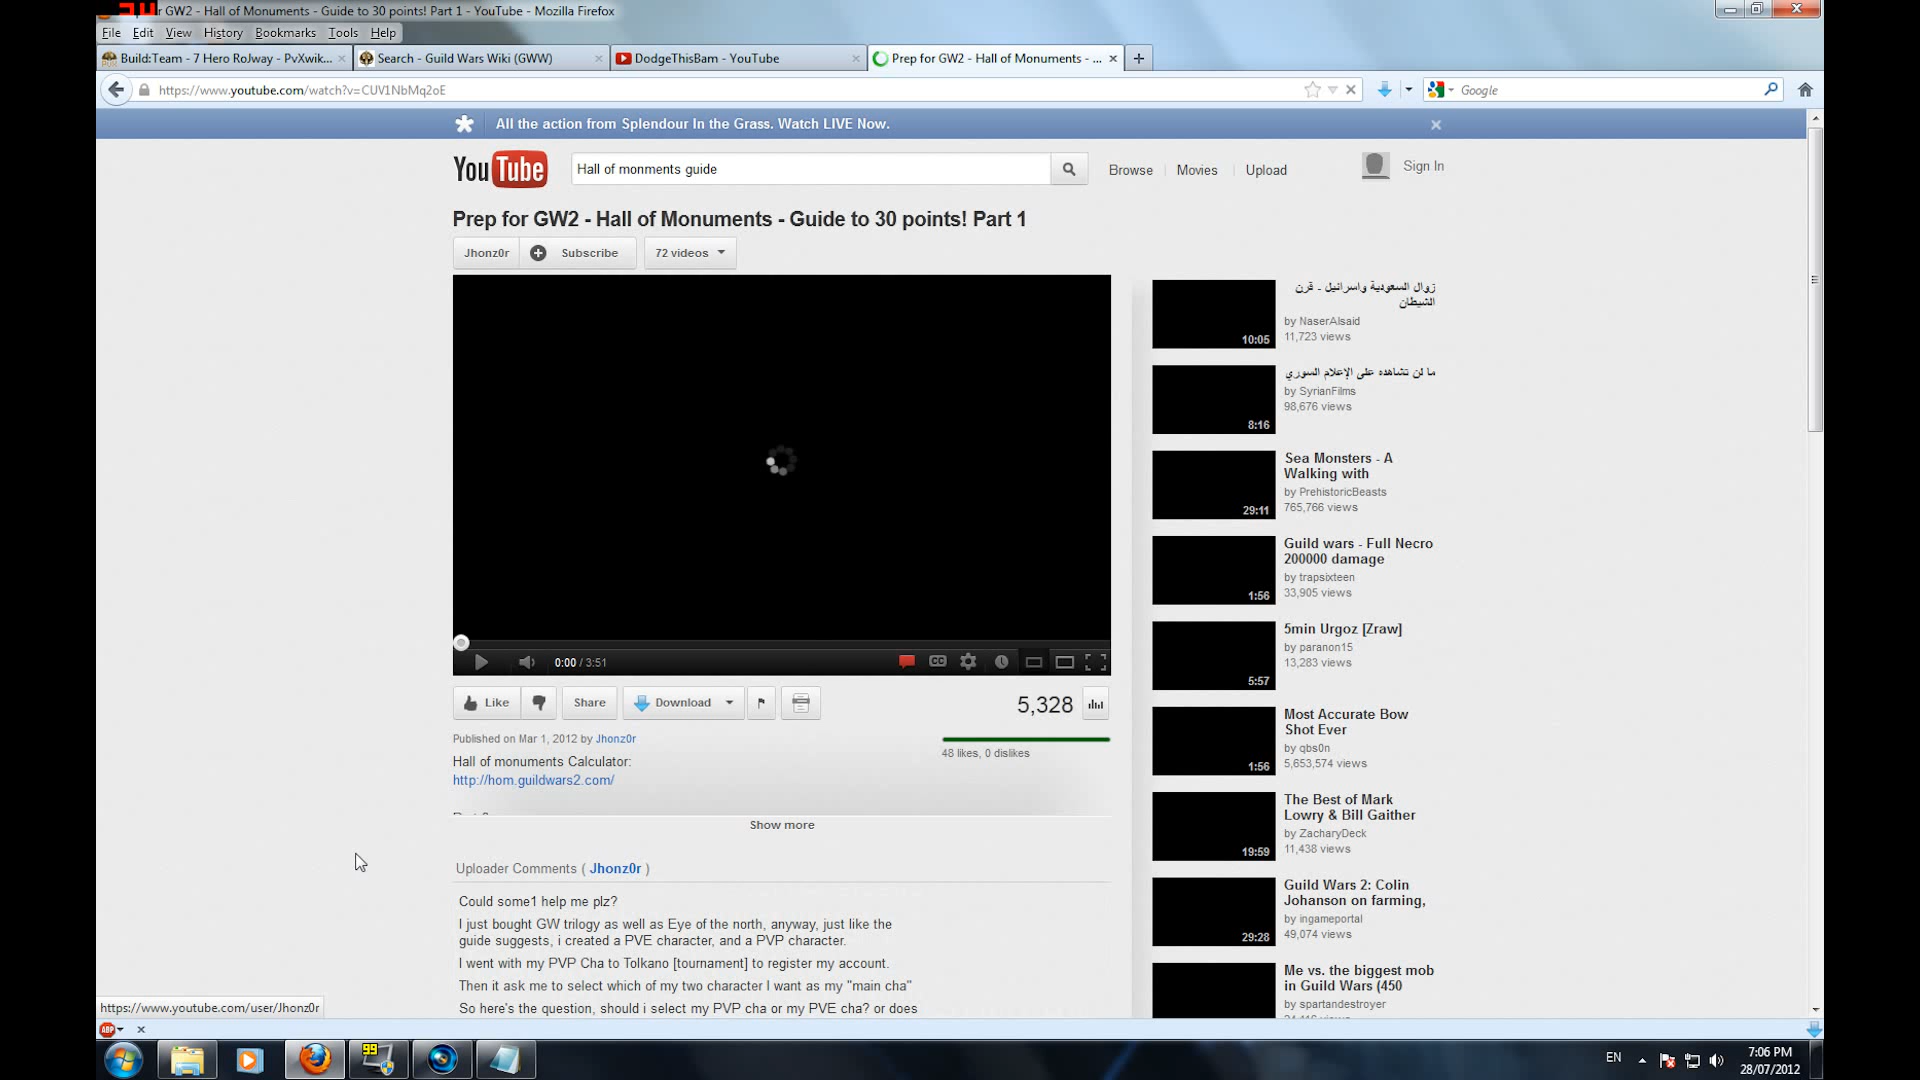 GW2 - Hall of Monuments - Guide to 30 points! Part 1 - YouTube - Mozilla Firefox
File Edit View History Bookmarks Tools Help
Build:Team - 7 Hero RoJway - PvXwik...
Search - Guild Wars Wiki (GWW)
DodgeThisBam - YouTube
Prep for GW2 - Hall of Monuments - ...
https://www.youtube.com/watch?v=CUV1NbMq2oE
Google
All the action from Splendour In the Grass. Watch LIVE Now.
YouTube
Hall of monments guide
Browse
Movies
Upload
Sign In
Prep for GW2 - Hall of Monuments - Guide to 30 points! Part 1
Jhonz0r
Subscribe
72 videos
0:00 / 3:51
CC
Like
Share
Download
5,328
Published on Mar 1, 2012 by Jhonz0r
48 likes, 0 dislikes
Hall of monuments Calculator:
http://hom.guildwars2.com/
Show more
Uploader Comments ( Jhonz0r )
Could some1 help me plz?
I just bought GW trilogy as well as Eye of the north, anyway, just like the
guide suggests, i created a PVE character, and a PVP character.
I went with my PVP Cha to Tolkano [tournament] to register my account.
Then it ask me to select which of my two character I want as my "main cha"
So here's the question, should i select my PVP cha or my PVE cha? or does
10:05
زوال السعودية واسرائيل - قرن
الشيطان
by NaserAlsaid
11,723 views
8:16
ما لن تشاهده على الإعلام السوري
by SyrianFilms
98,676 views
29:11
Sea Monsters - A
Walking with
by PrehistoricBeasts
765,766 views
1:56
Guild wars - Full Necro
200000 damage
by trapsixteen
33,905 views
5:57
5min Urgoz [Zraw]
by paranon15
13,283 views
1:56
Most Accurate Bow
Shot Ever
by qbs0n
5,653,574 views
19:59
The Best of Mark
Lowry & Bill Gaither
by ZacharyDeck
11,438 views
29:28
Guild Wars 2: Colin
Johanson on farming,
by ingameportal
49,074 views
Me vs. the biggest mob
in Guild Wars (450
by spartandestroyer
https://www.youtube.com/user/Jhonz0r
ABP
99
EN
7:06 PM
28/07/2012